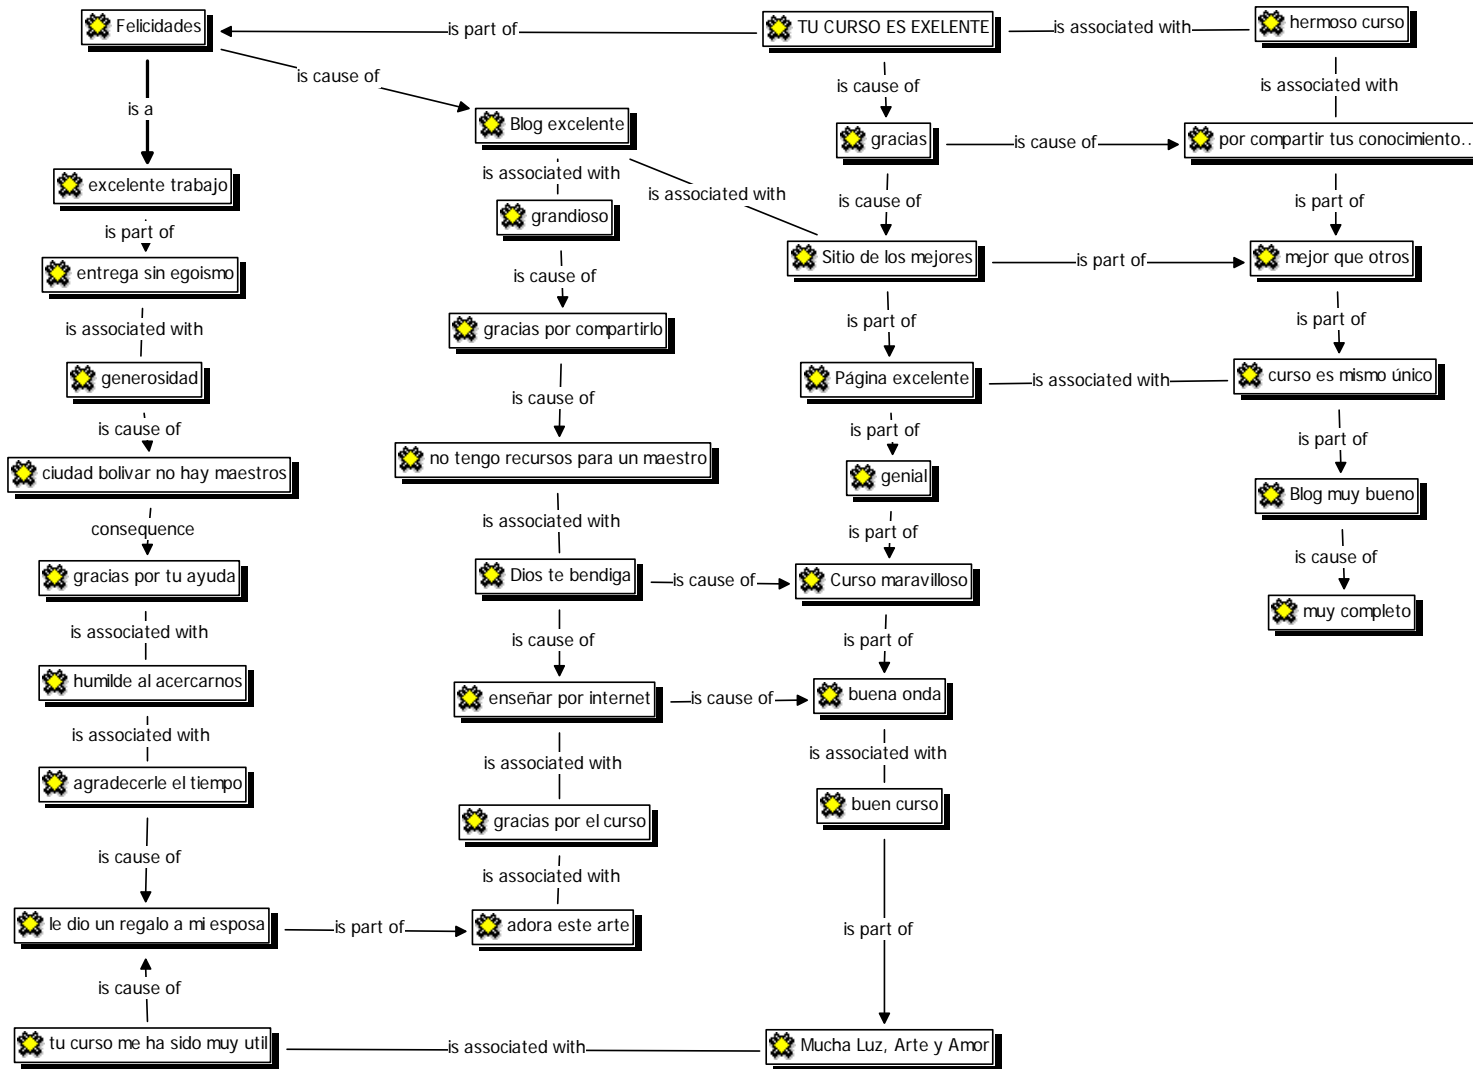 Felicidades
is part of
TU CURSO ES EXELENTE
is associated with
hermoso curso
is cause of
is a
is cause of
is associated with
Blog excelente
gracias
is cause of
por compartir tus conocimiento...
is associated with
is associated with
excelente trabajo
grandioso
is cause of
is part of
is part of
entrega sin egoismo
is cause of
Sitio de los mejores
is part of
mejor que otros
is associated with
gracias por compartirlo
is part of
is part of
generosidad
is cause of
Página excelente
is associated with
curso es mismo único
is cause of
is part of
is part of
ciudad bolivar no hay maestros
no tengo recursos para un maestro
genial
Blog muy bueno
consequence
is associated with
is part of
is cause of
gracias por tu ayuda
Dios te bendiga
is cause of
Curso maravilloso
muy completo
is associated with
is cause of
is part of
humilde al acercarnos
enseñar por internet
is cause of
buena onda
is associated with
is associated with
is associated with
agradecerle el tiempo
gracias por el curso
buen curso
is cause of
is associated with
le dio un regalo a mi esposa
is part of
adora este arte
is part of
is cause of
tu curso me ha sido muy util
is associated with
Mucha Luz, Arte y Amor